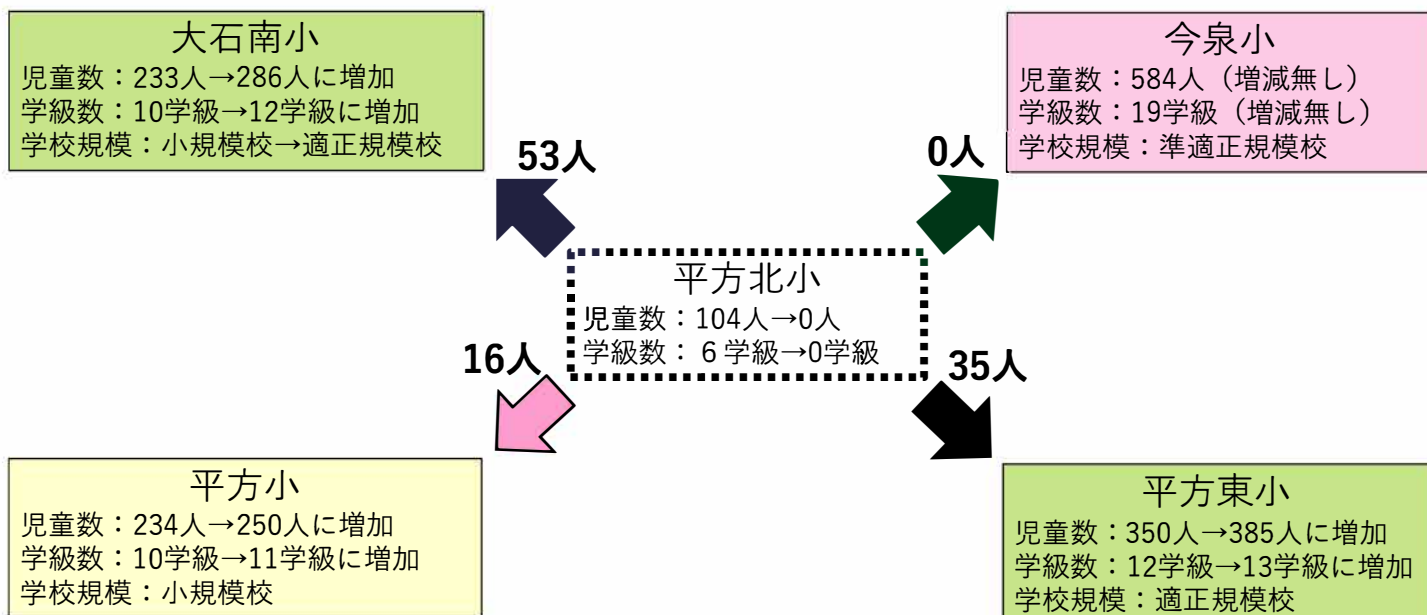 大石南小
児童数：233人→286人に増加
学級数：10学級→12学級に増加
学校規模：小規模校→適正規模校
今泉小
児童数：584人（増減無し）
学級数：19学級（増減無し）
学校規模：準適正規模校
53人
0人
平方北小
児童数：104人→0人
学級数：６学級→0学級
16人
35人
平方小
児童数：234人→250人に増加
学級数：10学級→11学級に増加
学校規模：小規模校
平方東小
児童数：350人→385人に増加
学級数：12学級→13学級に増加
学校規模：適正規模校